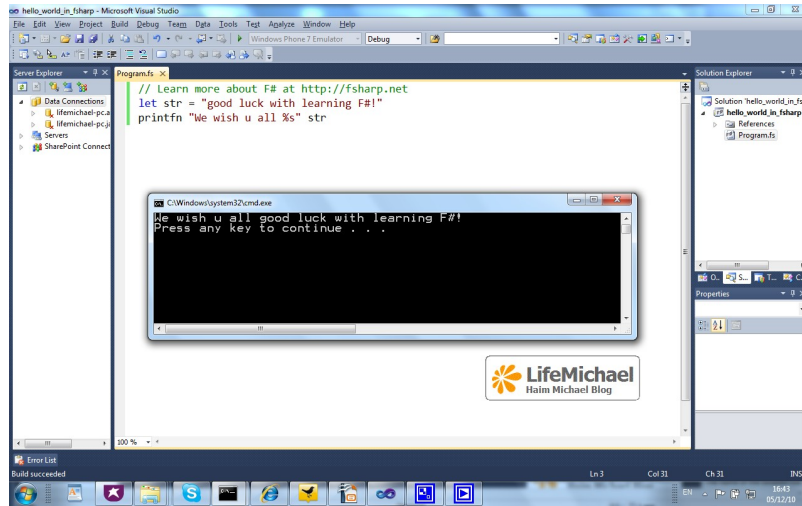 hello_world_in_fsharp - Microsoft Visual Studio
File Edit View Project Build Debug Team Data Tools Test Analyze Window Help
Windows Phone 7 Emulator Debug
Server Explorer
Data Connections
lifemichael-pc.a
lifemichael-pc.ji
Servers
SharePoint Connect
Program.fs
// Learn more about F# at http://fsharp.net
let str = "good luck with learning F#!"
printfn "We wish u all %s" str
C:\Windows\system32\cmd.exe
We wish u all good luck with learning F#!
Press any key to continue . . .
LifeMichael
Haim Michael Blog
100 %
Solution Explorer
Solution 'hello_world_in_fs
hello_world_in_fsharp
References
Program.fs
O... S... T... C
Properties
Error List
Build succeeded Ln 3 Col 31 Ch 31 INS
EN 16:43
05/12/10